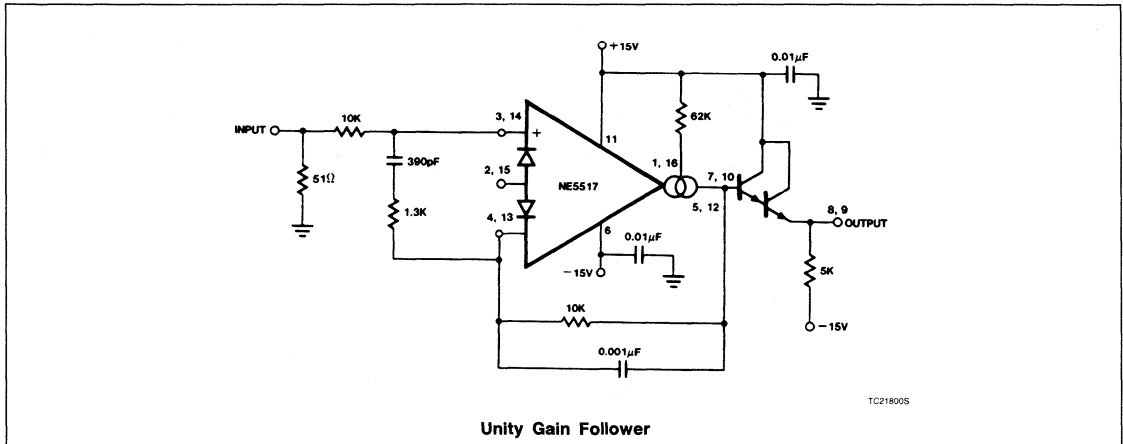 +15V
0.01µF
INPUT
10K
3, 14
+
62K
11
390pF
1, 16
51Ω
2, 15
NE5517
7, 10
5, 12
8, 9
OUTPUT
1.3K
4, 13
6
0.01µF
5K
−15V
10K
−15V
0.001µF
TC21800S
Unity Gain Follower